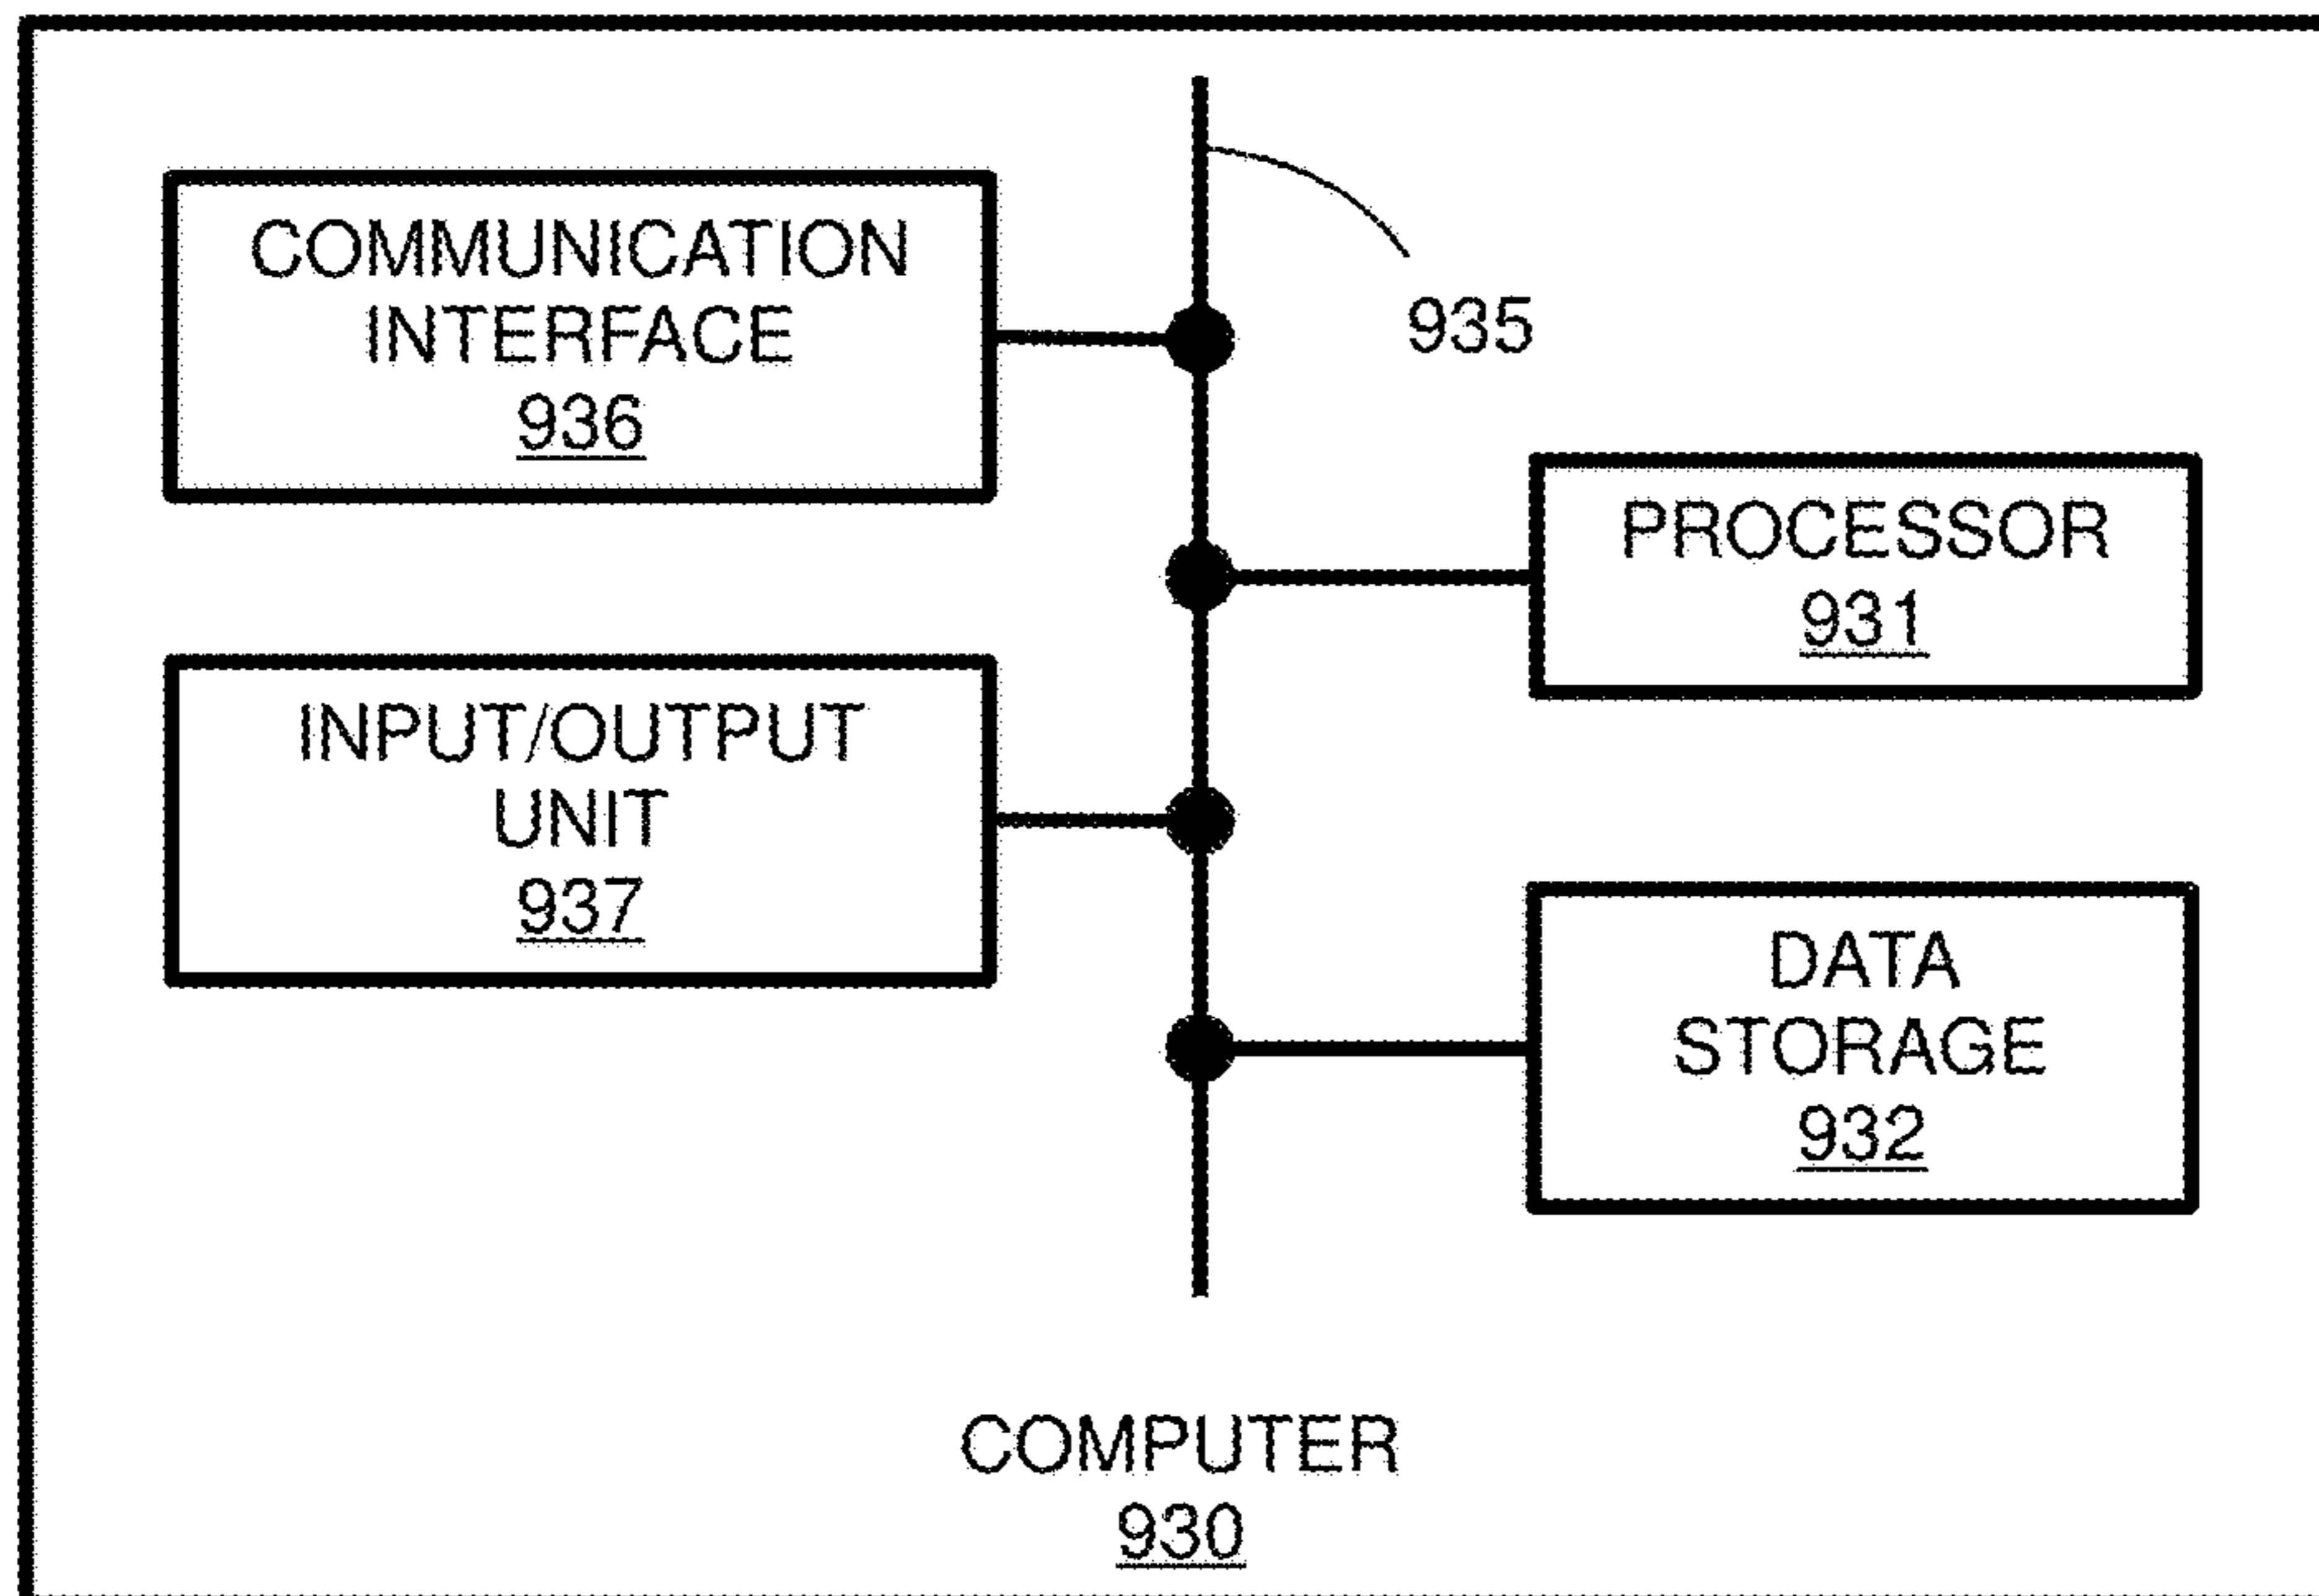 COMMUNICATION
INTERFACE
936
935
PROCESSOR
931
INPUT/OUTPUT
UNIT
937
DATA
STORAGE
932
COMPUTER
930